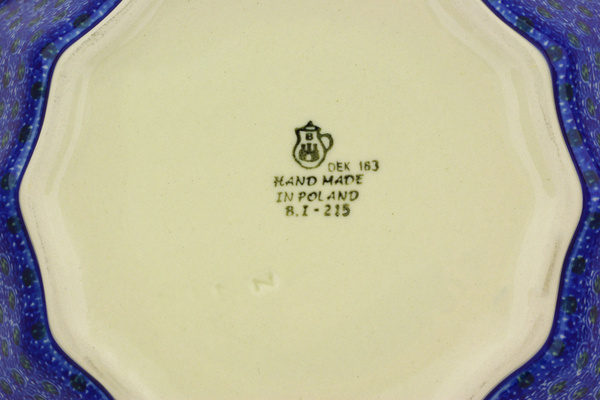 B
DEK 163
HAND MADE
IN POLAND
B.I - 215
N